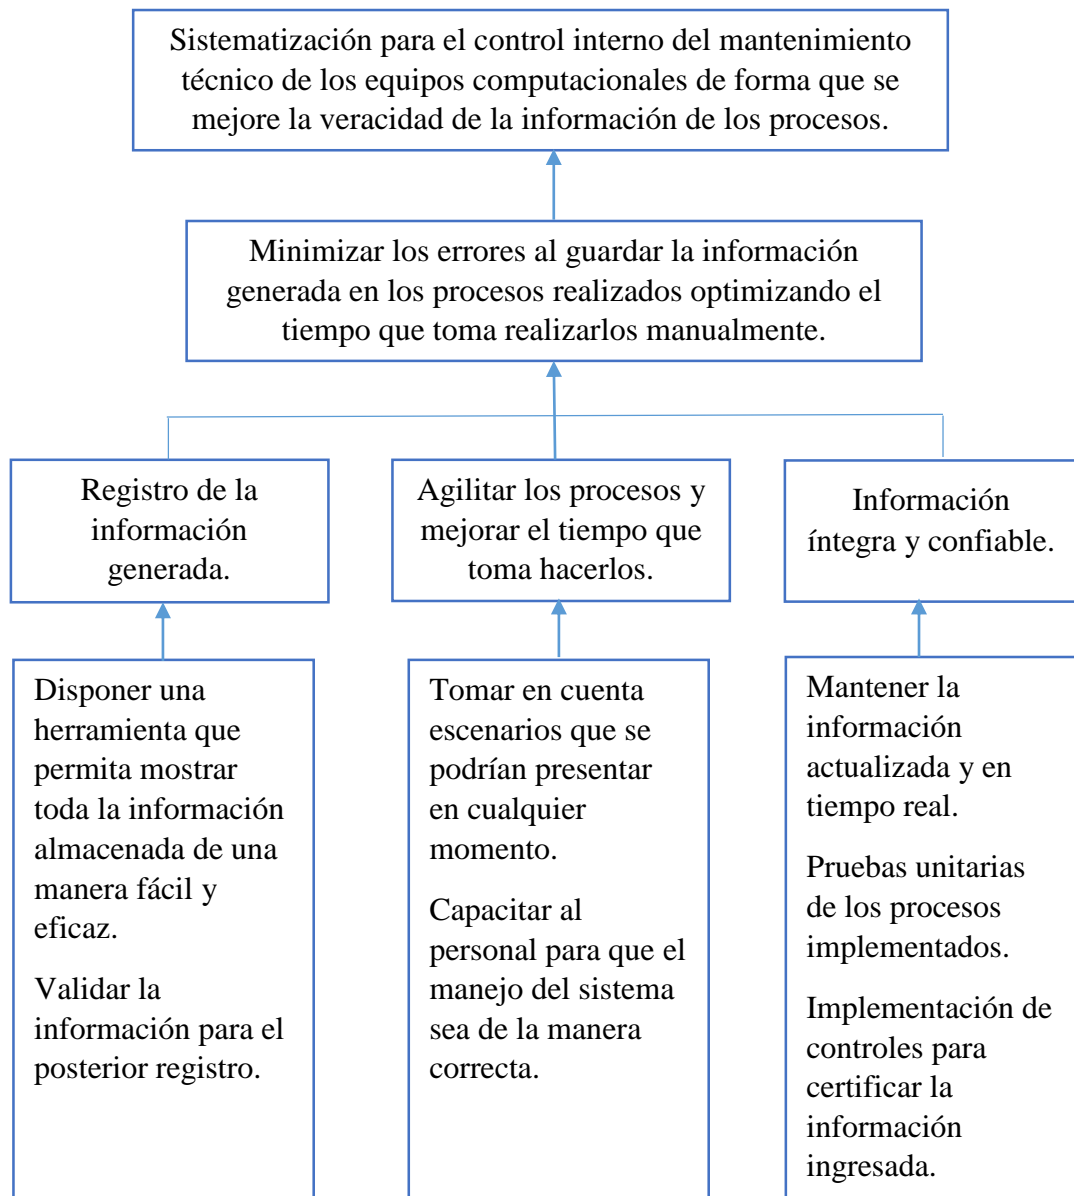 Sistematización para el control interno del mantenimiento
técnico de los equipos computacionales de forma que se
mejore la veracidad de la información de los procesos.
Minimizar los errores al guardar la información
generada en los procesos realizados optimizando el
tiempo que toma realizarlos manualmente.
Registro de la
información
generada.
Agilitar los procesos y
mejorar el tiempo que
toma hacerlos.
Información
íntegra y confiable.
Disponer una
herramienta que
permita mostrar
toda la información
almacenada de una
manera fácil y
eficaz.
Validar la
información para el
posterior registro.
Tomar en cuenta
escenarios que se
podrían presentar
en cualquier
momento.
Capacitar al
personal para que el
manejo del sistema
sea de la manera
correcta.
Mantener la
información
actualizada y en
tiempo real.
Pruebas unitarias
de los procesos
implementados.
Implementación de
controles para
certificar la
información
ingresada.